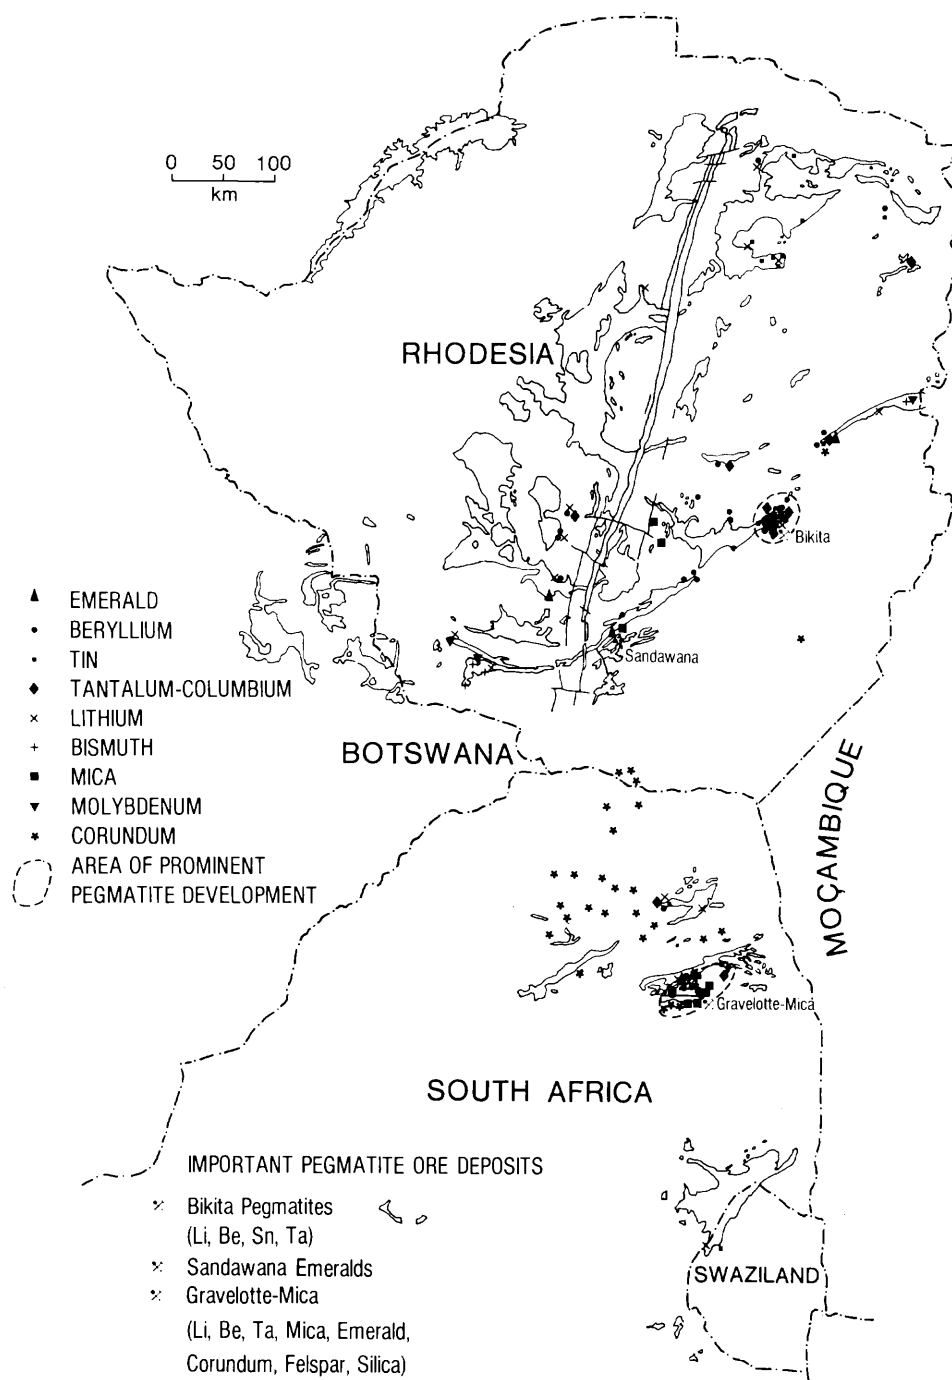 0 50 100
km
RHODESIA
Bikita
Sandawana
EMERALD
BERYLLIUM
TIN
TANTALUM-COLUMBIUM
LITHIUM
BISMUTH
MICA
MOLYBDENUM
CORUNDUM
AREA OF PROMINENT
PEGMATITE DEVELOPMENT
BOTSWANA
MOÇAMBIQUE
Gravelotte-Mica
SOUTH AFRICA
IMPORTANT PEGMATITE ORE DEPOSITS
Bikita Pegmatites
(Li, Be, Sn, Ta)
Sandawana Emeralds
Gravelotte-Mica
(Li, Be, Ta, Mica, Emerald,
Corundum, Felspar, Silica)
SWAZILAND